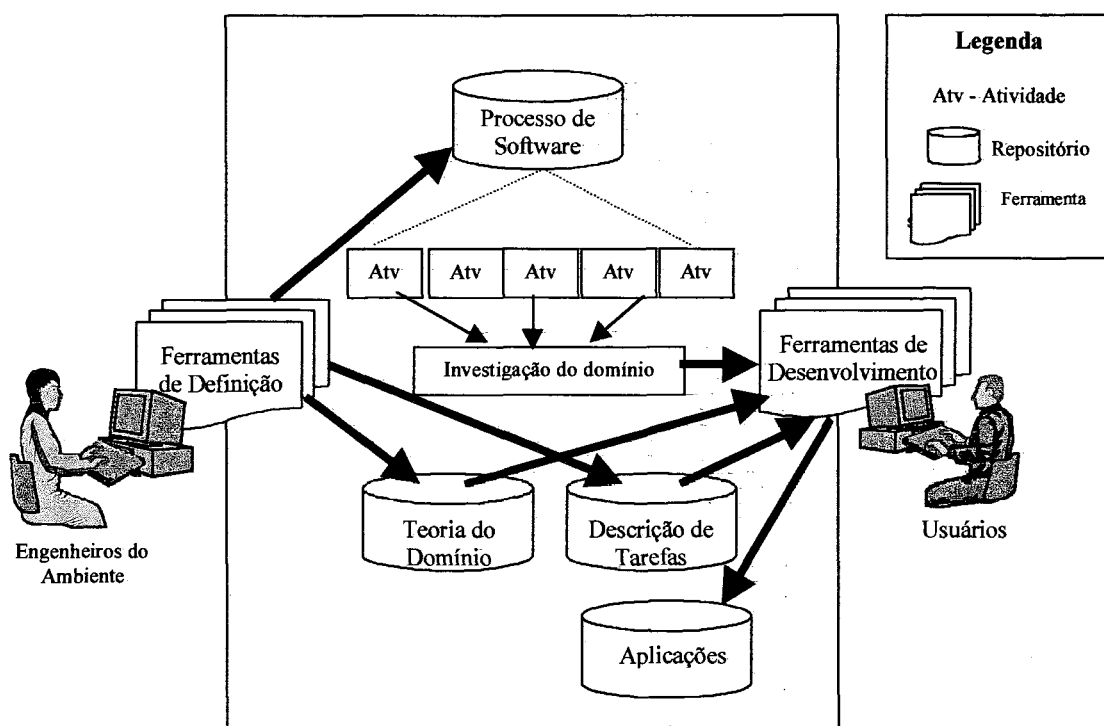 Legenda
Atv - Atividade
Repositório
Ferramenta
Processo de
Software
Atv
Atv
Atv
Atv
Atv
Ferramentas
de Definição
Investigação do domínio
Ferramentas de
Desenvolvimento
Teoria do
Domínio
Descrição de
Tarefas
Engenheiros do
Ambiente
Usuários
Aplicações